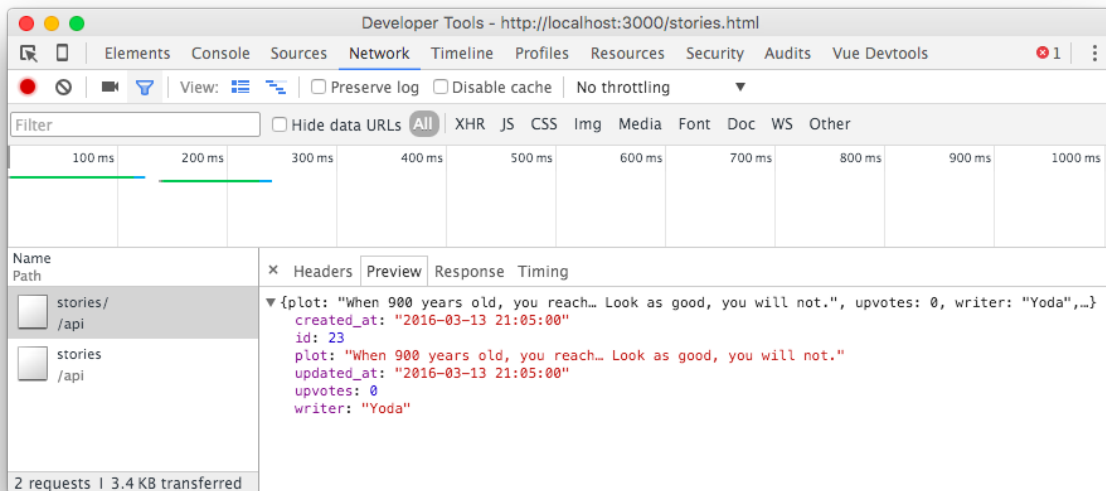 Developer Tools - http://localhost:3000/stories.html
Elements Console Sources Network Timeline Profiles Resources Security Audits Vue Devtools 1
View: Preserve log Disable cache No throttling
Filter Hide data URLs All XHR JS CSS Img Media Font Doc WS Other
100 ms 200 ms 300 ms 400 ms 500 ms 600 ms 700 ms 800 ms 900 ms 1000 ms
Name
Path
× Headers Preview Response Timing
stories/
/api
stories
/api
▼{plot: "When 900 years old, you reach… Look as good, you will not.", upvotes: 0, writer: "Yoda",…}
created_at: "2016-03-13 21:05:00"
id: 23
plot: "When 900 years old, you reach… Look as good, you will not."
updated_at: "2016-03-13 21:05:00"
upvotes: 0
writer: "Yoda"
2 requests | 3.4 KB transferred